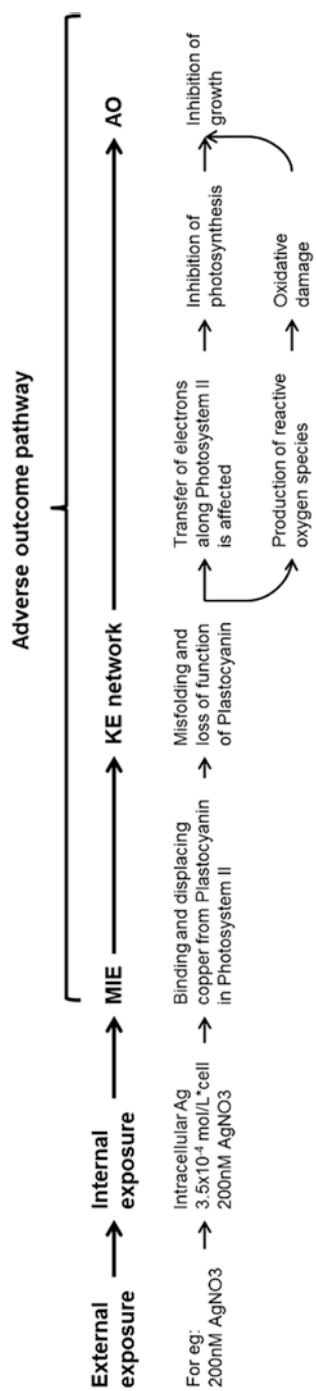 Adverse outcome pathway
External
exposure
Internal
exposure
MIE
KE network
AO
For eg:
200nM AgNO3
Intracellular Ag
3.5x10⁻⁴ mol/L*cell
200nM AgNO3
Binding and displacing
copper from Plastocyanin
in Photosystem II
Misfolding and
loss of function
of Plastocyanin
Transfer of electrons
along Photosystem II
is affected
Inhibition of
photosynthesis
Inhibition of
growth
Production of reactive
oxygen species
Oxidative
damage